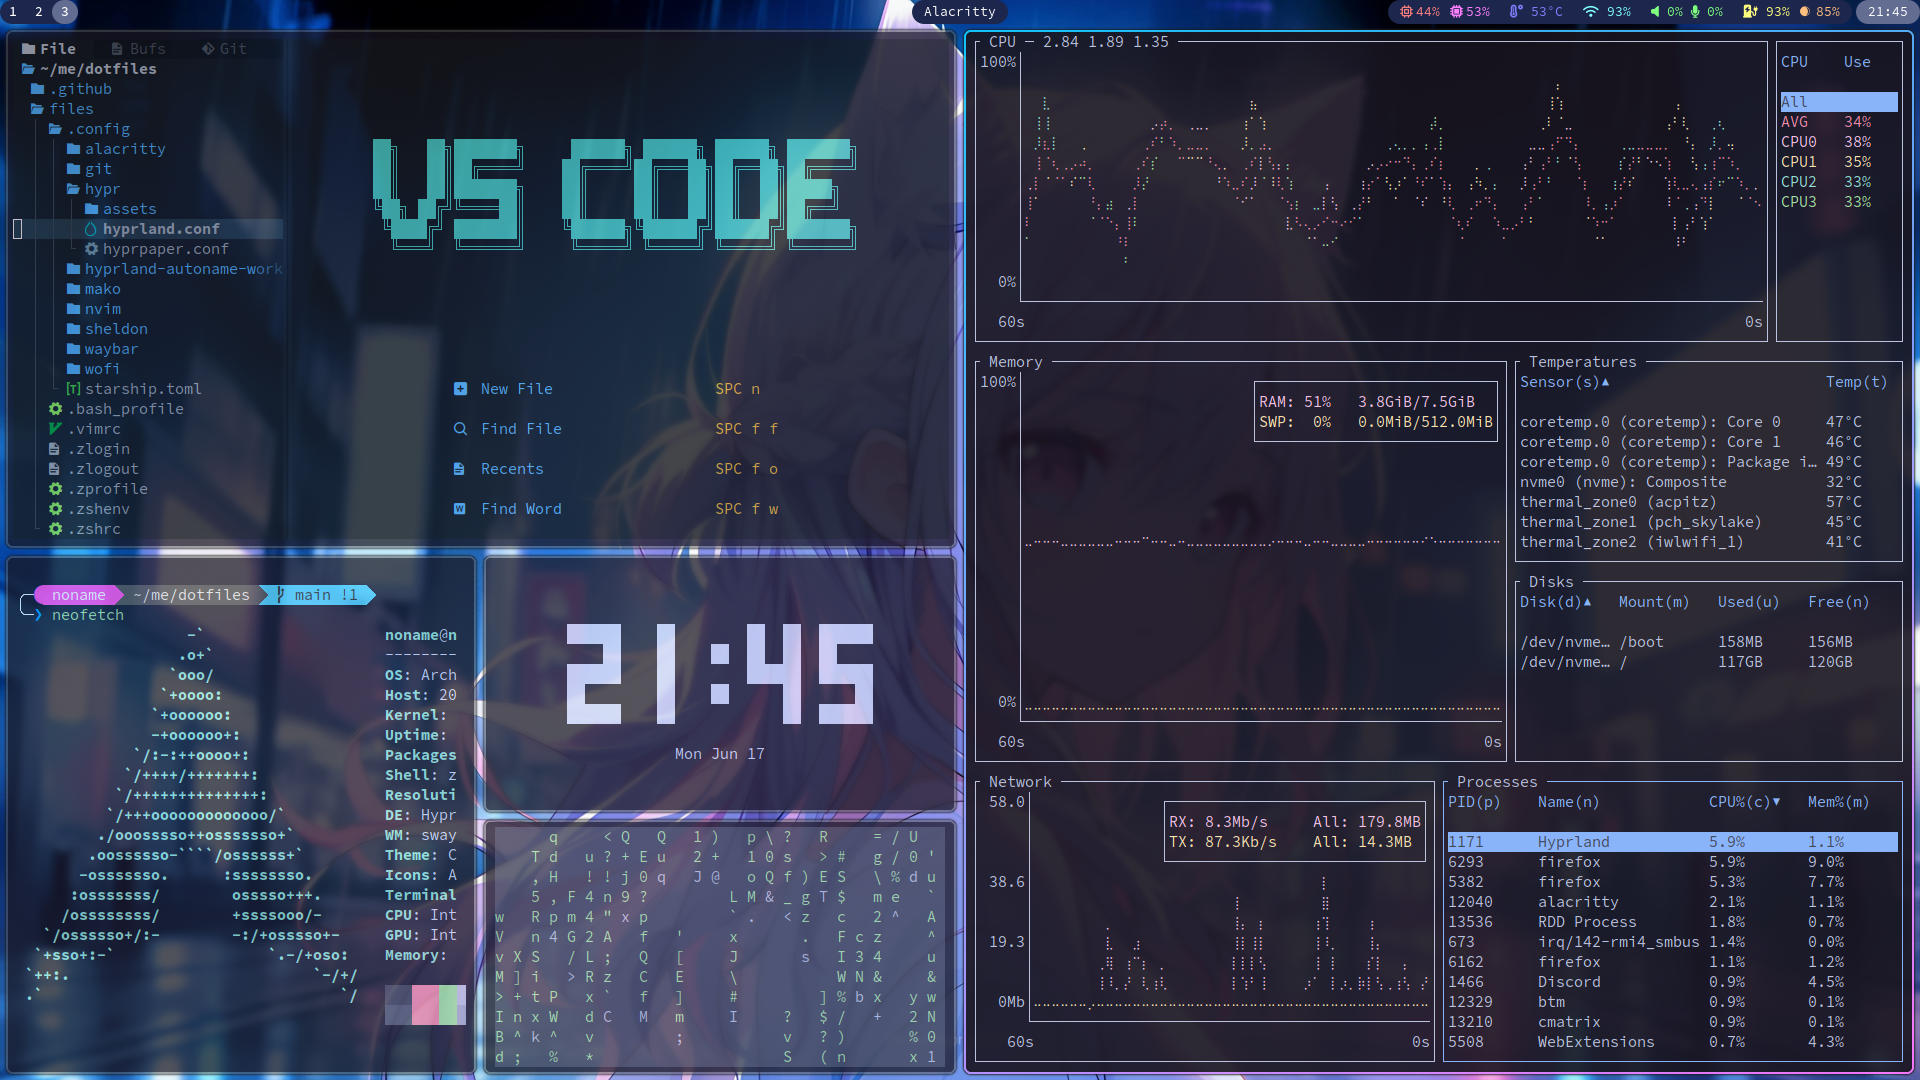 1 2 3
Alacritty
44% 53% 53°C 93% 0% 0% 93% 85% 21:45
File Bufs Git
~/me/dotfiles
.github
files
.config
alacritty
git
hypr
assets
hyprland.conf
hyprpaper.conf
hyprland-autoname-work
mako
nvim
sheldon
waybar
wofi
starship.toml
.bash_profile
.vimrc
.zlogin
.zlogout
.zprofile
.zshenv
.zshrc
VS CODE
New File SPC n
Find File SPC f f
Recents SPC f o
Find Word SPC f w
noname ~/me/dotfiles main !1
❯ neofetch
noname@n
--------
OS: Arch
Host: 20
Kernel:
Uptime:
Packages
Shell: z
Resoluti
DE: Hypr
WM: sway
Theme: C
Icons: A
Terminal
CPU: Int
GPU: Int
Memory:
21:45
Mon Jun 17
CPU — 2.84 1.89 1.35
100%
0%
60s 0s
CPU Use
All
AVG 34%
CPU0 38%
CPU1 35%
CPU2 33%
CPU3 33%
Memory
100%
RAM: 51% 3.8GiB/7.5GiB
SWP: 0% 0.0MiB/512.0MiB
0%
60s 0s
Temperatures
Sensor(s)▲ Temp(t)
coretemp.0 (coretemp): Core 0 47°C
coretemp.0 (coretemp): Core 1 46°C
coretemp.0 (coretemp): Package i… 49°C
nvme0 (nvme): Composite 32°C
thermal_zone0 (acpitz) 57°C
thermal_zone1 (pch_skylake) 45°C
thermal_zone2 (iwlwifi_1) 41°C
Disks
Disk(d)▲ Mount(m) Used(u) Free(n)
/dev/nvme… /boot 158MB 156MB
/dev/nvme… / 117GB 120GB
Network
58.0
RX: 8.3Mb/s All: 179.8MB
TX: 87.3Kb/s All: 14.3MB
38.6
19.3
0Mb
60s 0s
Processes
PID(p) Name(n) CPU%(c)▼ Mem%(m)
1171 Hyprland 5.9% 1.1%
6293 firefox 5.9% 9.0%
5382 firefox 5.3% 7.7%
12040 alacritty 2.1% 1.1%
13536 RDD Process 1.8% 0.7%
673 irq/142-rmi4_smbus 1.4% 0.0%
6162 firefox 1.1% 1.2%
1466 Discord 0.9% 4.5%
12329 btm 0.9% 0.1%
13210 cmatrix 0.9% 0.1%
5508 WebExtensions 0.7% 4.3%